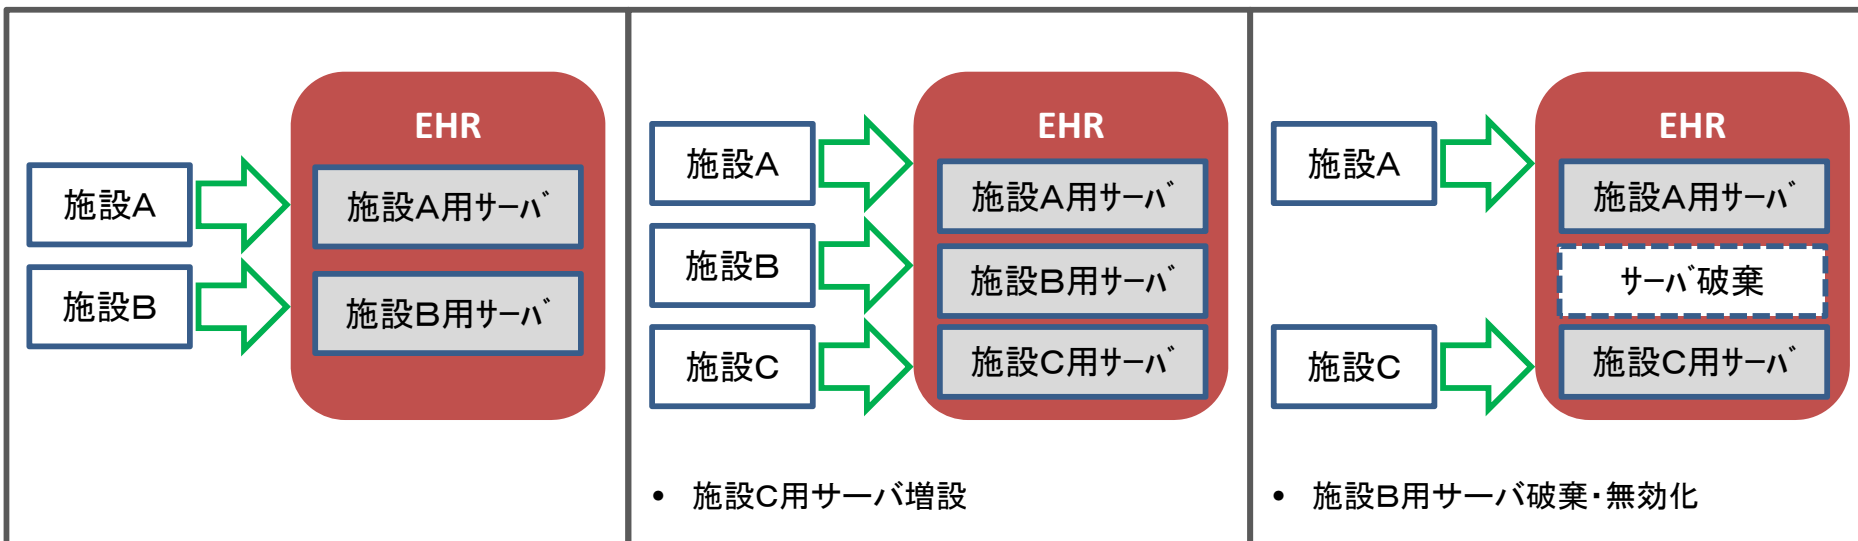 EHR
施設A
施設A用ｻｰﾊﾞ
施設B
施設B用ｻｰﾊﾞ
EHR
施設A
施設A用ｻｰﾊﾞ
施設B
施設B用ｻｰﾊﾞ
施設C
施設C用ｻｰﾊﾞ
• 施設C用サーバ増設
EHR
施設A
施設A用ｻｰﾊﾞ
ｻｰﾊﾞ破棄
施設C
施設C用ｻｰﾊﾞ
• 施設B用サーバ破棄・無効化